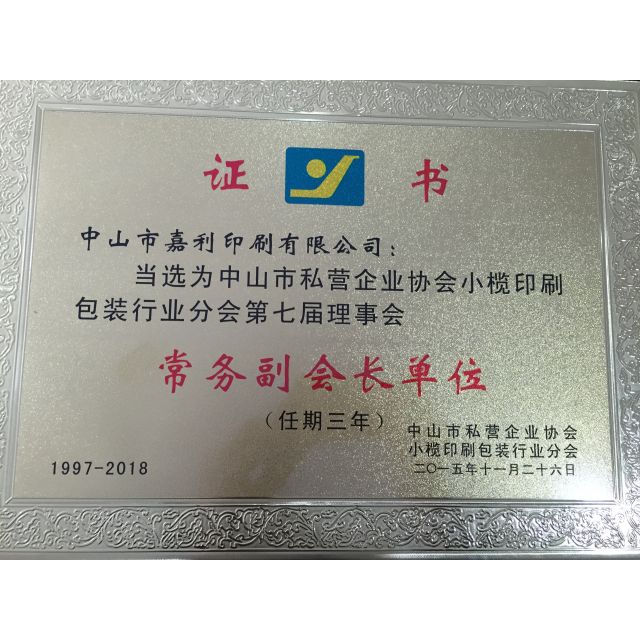 证书
中山市嘉利印刷有限公司：
当选为中山市私营企业协会小榄印刷
包装行业分会第七届理事会
常务副会长单位
（任期三年）
中山市私营企业协会
小榄印刷包装行业分会
二〇一五年十一月二十六日
1997-2018